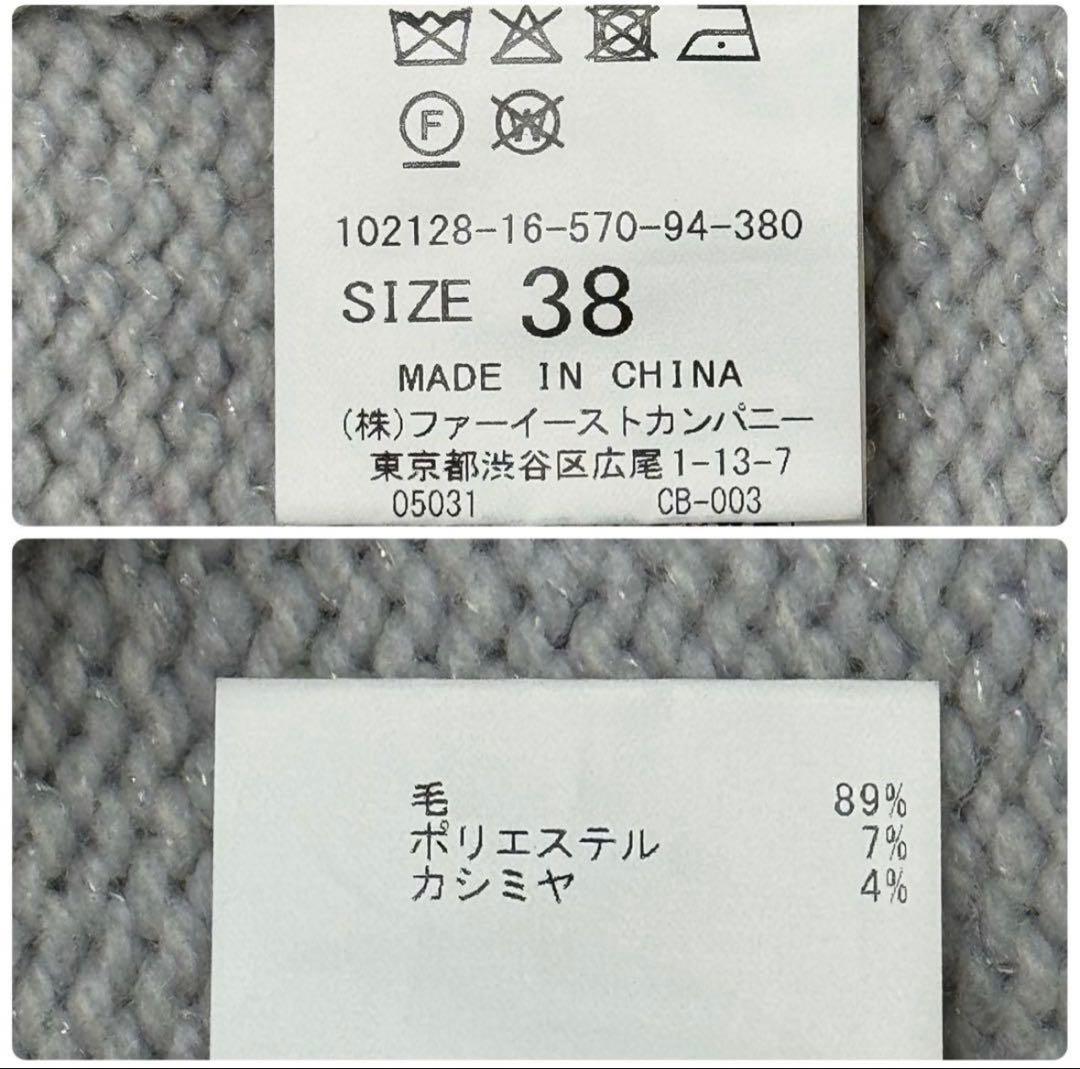 F
W
102128-16-570-94-380
SIZE 38
MADE IN CHINA
(株)ファーイーストカンパニー
東京都渋谷区広尾1-13-7
05031 CB-003
毛 89%
ポリエステル 7%
カシミヤ 4%